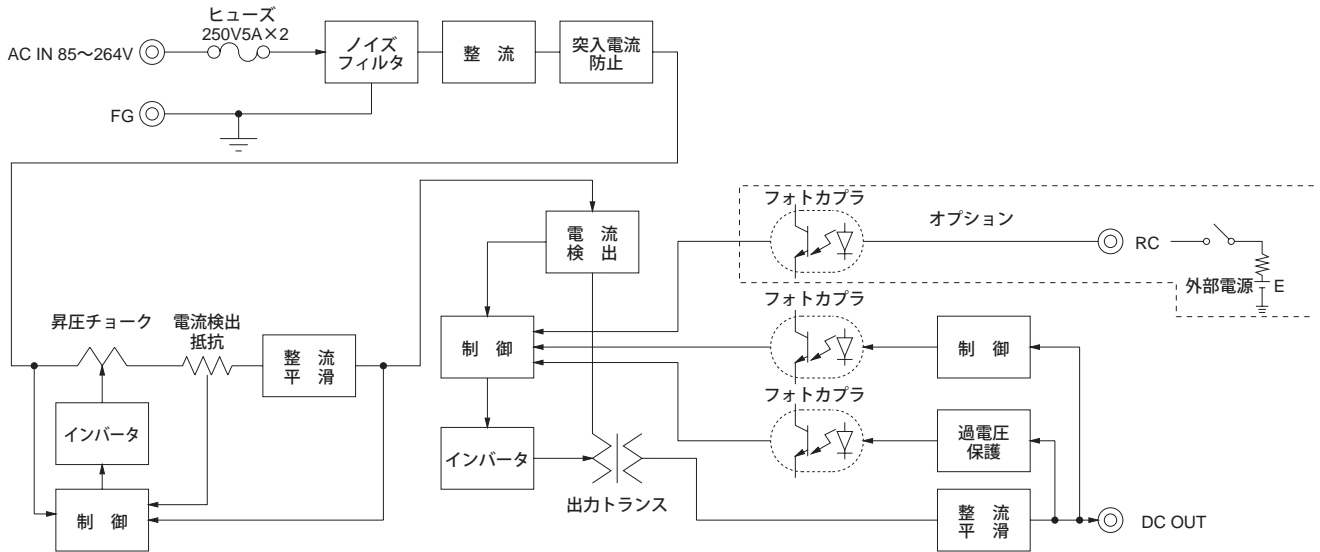 ヒューズ
250V5A×2
AC IN 85〜264V
ノイズ
フィルタ
整 流
突入電流
防止
FG
フォトカプラ
オプション
RC
電 流
検 出
外部電源
E
昇圧チョーク
電流検出
抵抗
整 流
平 滑
制 御
フォトカプラ
制 御
フォトカプラ
インバータ
インバータ
過電圧
保護
出力トランス
制 御
整 流
平 滑
DC OUT